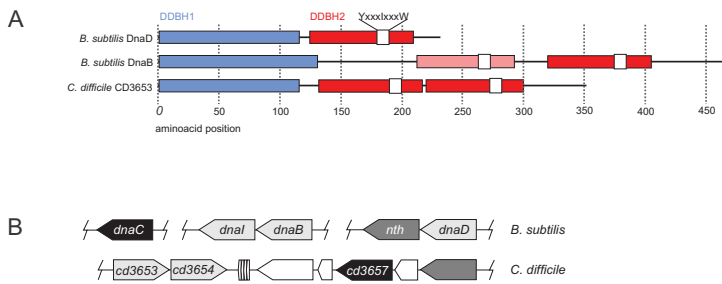 A
DDBH1 DDBH2 YxxxIxxxW
B. subtilis DnaD
B. subtilis DnaB
C. difficile CD3653
0 50 100 150 200 250 300 350 400 450
aminoacid position
B
dnaC dnaI dnaB nth dnaD B. subtilis
cd3653 cd3654 cd3657 C. difficile